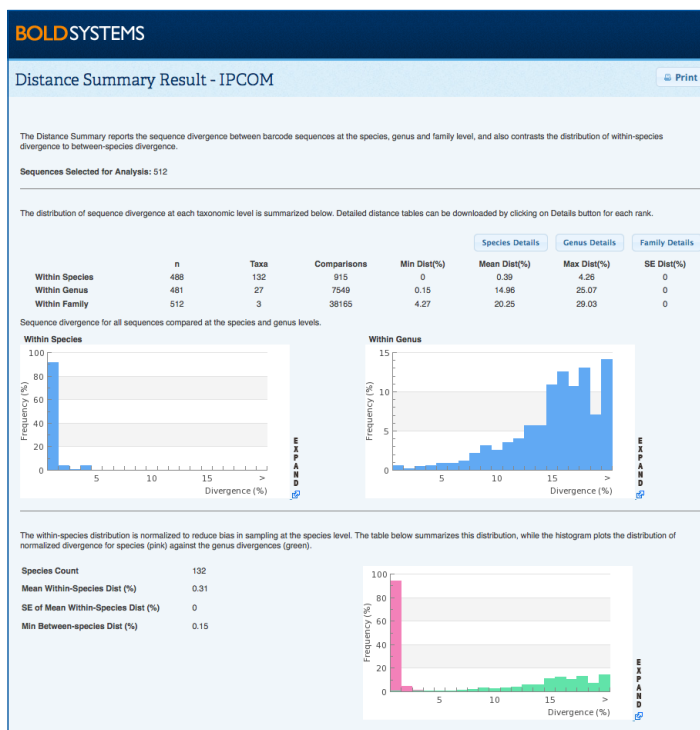 BOLDSYSTEMS
Distance Summary Result - IPCOM
Print
The Distance Summary reports the sequence divergence between barcode sequences at the species, genus and family level, and also contrasts the distribution of within-species
divergence to between-species divergence.
Sequences Selected for Analysis: 512
The distribution of sequence divergence at each taxonomic level is summarized below. Detailed distance tables can be downloaded by clicking on Details button for each rank.
Species Details Genus Details Family Details
n Taxa Comparisons Min Dist(%) Mean Dist(%) Max Dist(%) SE Dist(%)
Within Species 488 132 915 0 0.39 4.26 0
Within Genus 481 27 7549 0.15 14.96 25.07 0
Within Family 512 3 38165 4.27 20.25 29.03 0
Sequence divergence for all sequences compared at the species and genus levels.
Within Species
100
80
60
40
20
0
Frequency (%)
5 10 15 >
Divergence (%)
EXPAND
Within Genus
15
10
5
0
Frequency (%)
5 10 15 >
Divergence (%)
EXPAND
The within-species distribution is normalized to reduce bias in sampling at the species level. The table below summarizes this distribution, while the histogram plots the distribution of
normalized divergence for species (pink) against the genus divergences (green).
Species Count 132
Mean Within-Species Dist (%) 0.31
SE of Mean Within-Species Dist (%) 0
Min Between-species Dist (%) 0.15
100
80
60
40
20
0
Frequency (%)
5 10 15 >
Divergence (%)
EXPAND